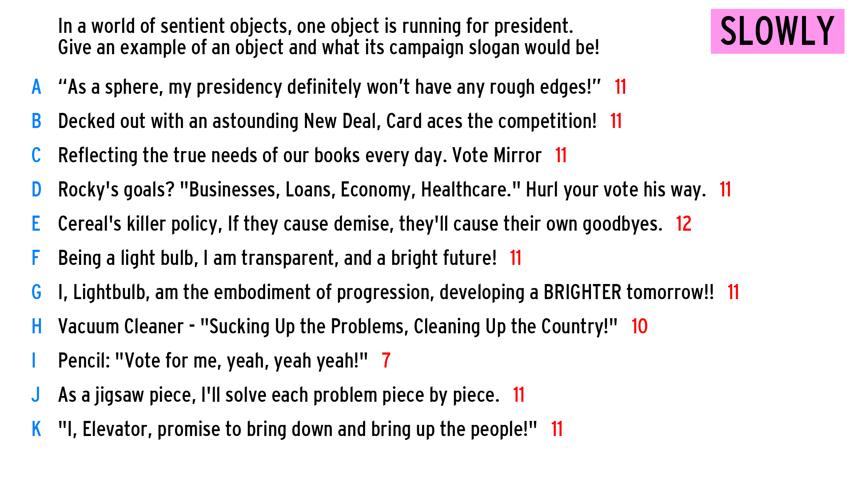 In a world of sentient objects, one object is running for president.
Give an example of an object and what its campaign slogan would be!
SLOWLY
A “As a sphere, my presidency definitely won’t have any rough edges!” 11
B Decked out with an astounding New Deal, Card aces the competition! 11
C Reflecting the true needs of our books every day. Vote Mirror 11
D Rocky's goals? "Businesses, Loans, Economy, Healthcare." Hurl your vote his way. 11
E Cereal's killer policy, If they cause demise, they'll cause their own goodbyes. 12
F Being a light bulb, I am transparent, and a bright future! 11
G I, Lightbulb, am the embodiment of progression, developing a BRIGHTER tomorrow!! 11
H Vacuum Cleaner - "Sucking Up the Problems, Cleaning Up the Country!" 10
I Pencil: "Vote for me, yeah, yeah yeah!" 7
J As a jigsaw piece, I'll solve each problem piece by piece. 11
K "I, Elevator, promise to bring down and bring up the people!" 11